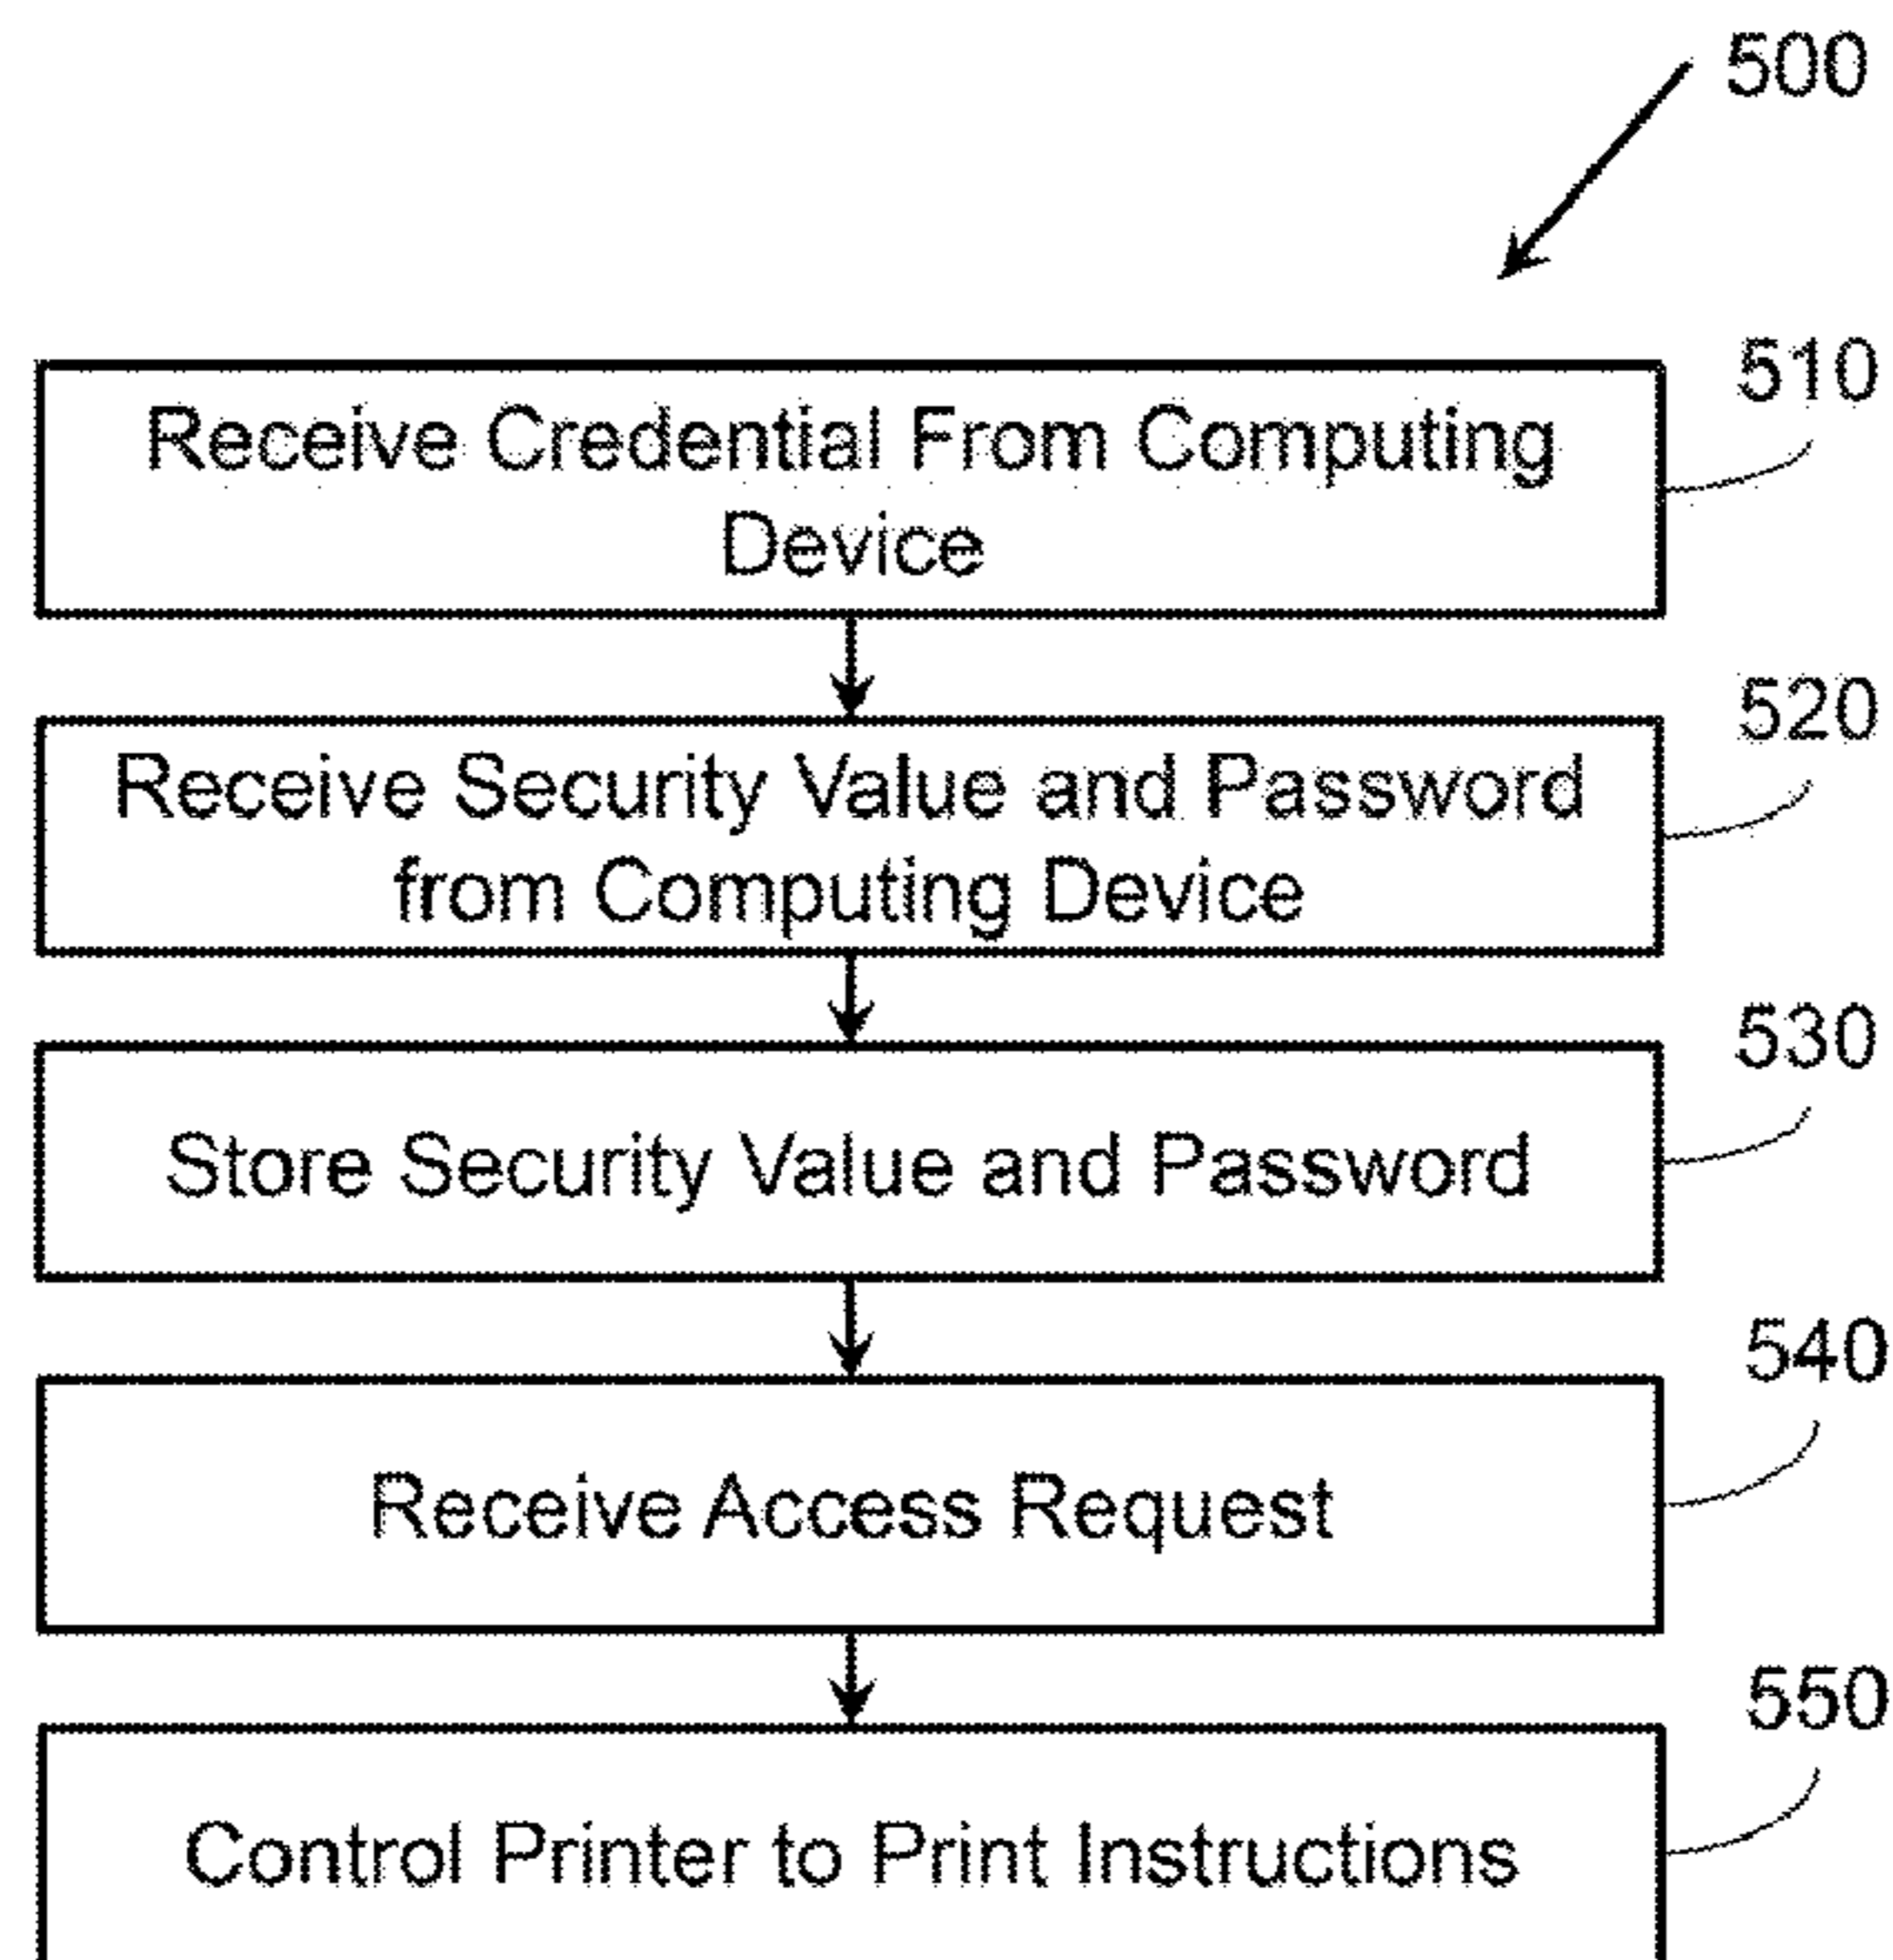 500
510
Receive Credential From Computing
Device
520
Receive Security Value and Password
from Computing Device
530
Store Security Value and Password
540
Receive Access Request
550
Control Printer to Print Instructions